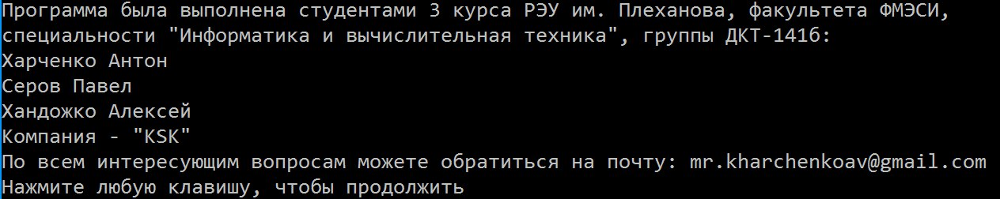 Программа была выполнена студентами 3 курса РЭУ им. Плеханова, факультета ФМЭСИ,
специальности "Информатика и вычислительная техника", группы ДКТ-141б:
Харченко Антон
Серов Павел
Хандожко Алексей
Компания - "KSK"
По всем интересующим вопросам можете обратиться на почту: mr.kharchenkoav@gmail.com
Нажмите любую клавишу, чтобы продолжить